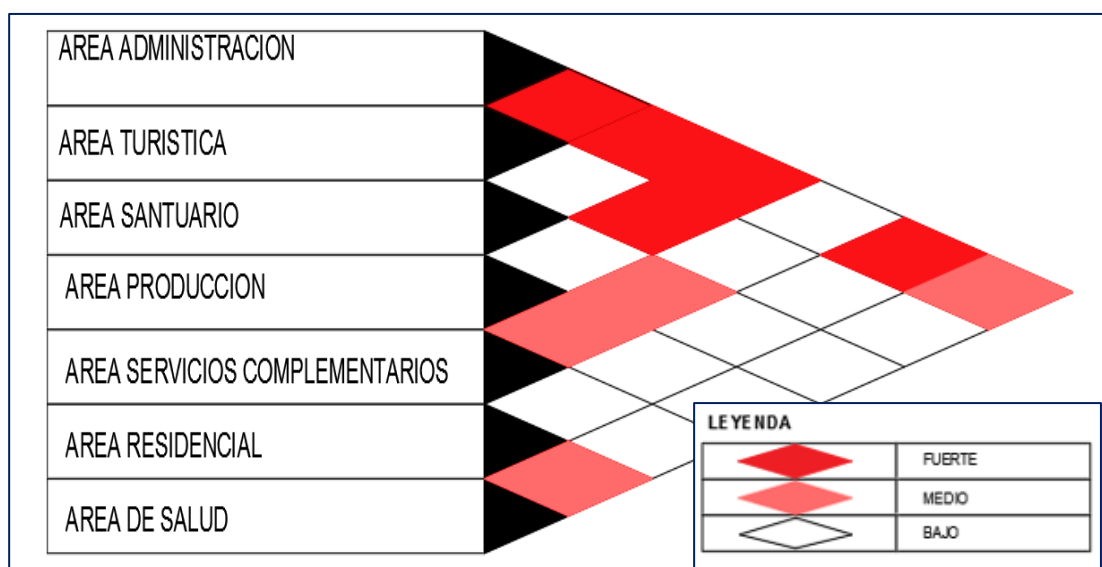 AREA ADMINISTRACION
AREA TURISTICA
AREA SANTUARIO
AREA PRODUCCION
AREA SERVICIOS COMPLEMENTARIOS
AREA RESIDENCIAL
AREA DE SALUD
LEYENDA
FUERTE
MEDIO
BAJO